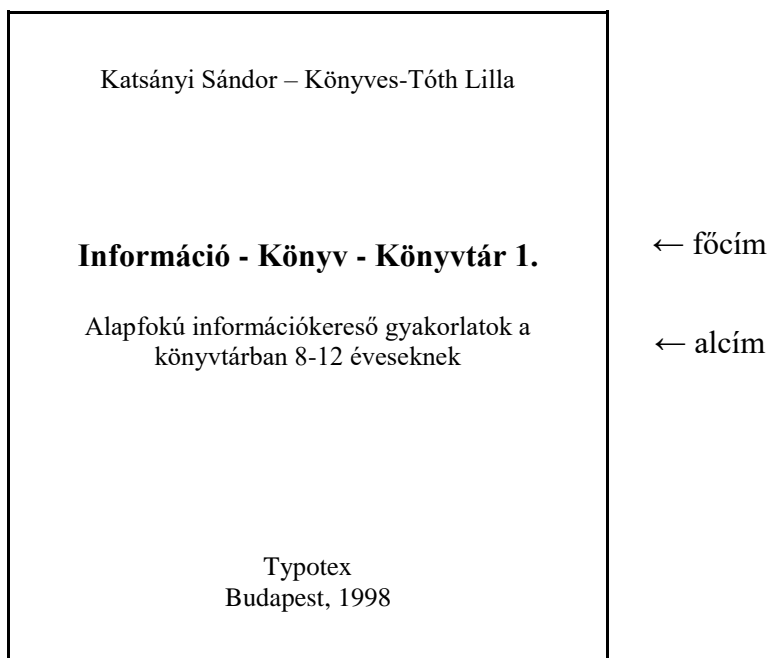 Katsányi Sándor – Könyves-Tóth Lilla
Információ - Könyv - Könyvtár 1.
← főcím
Alapfokú információkereső gyakorlatok a
könyvtárban 8-12 éveseknek
← alcím
Typotex
Budapest, 1998